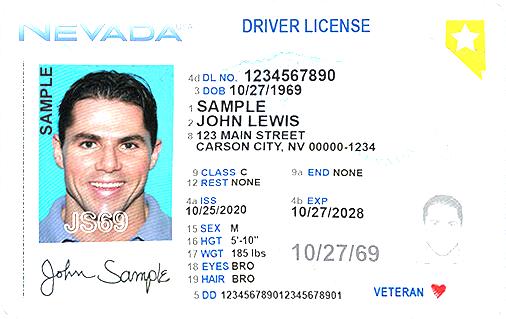 NEVADA
DRIVER LICENSE
SAMPLE
4d DL NO. 1234567890
3 DOB 10/27/1969
1 SAMPLE
2 JOHN LEWIS
8 123 MAIN STREET
CARSON CITY, NV 00000-1234
9 CLASS C 9a END NONE
12 REST NONE
4a ISS 4b EXP
10/25/2020 10/27/2028
15 SEX M
16 HGT 5'-10"
17 WGT 185 lbs
10/27/69
18 EYES BRO
19 HAIR BRO
5 DD 12345678901234567​8901
JS69
John Sample
VETERAN